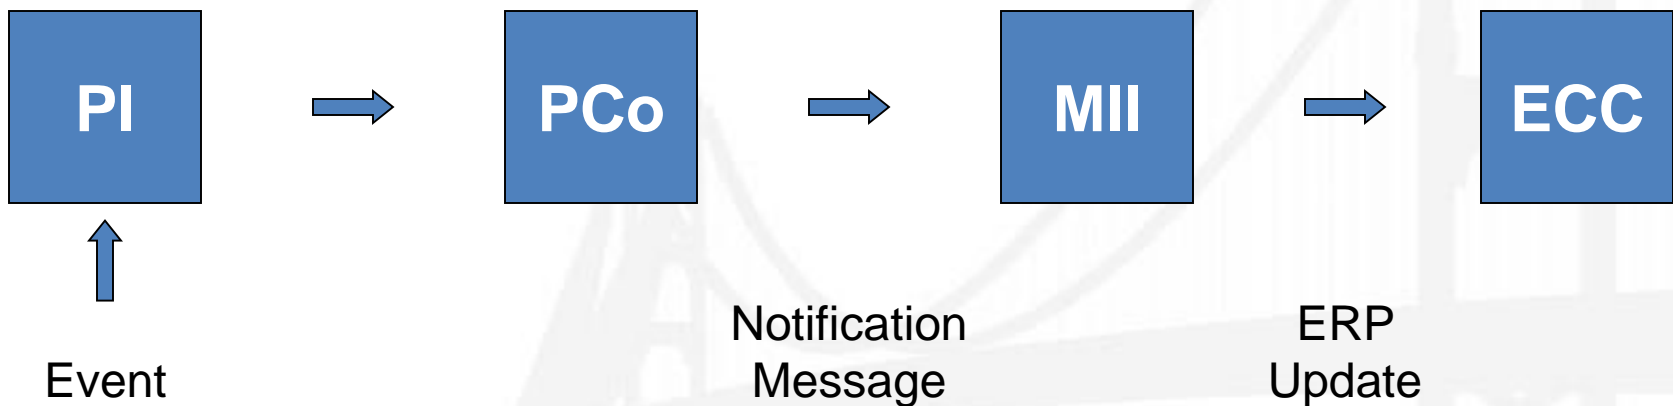 PI
PCo
MII
ECC
Event
Notification
Message
ERP
Update